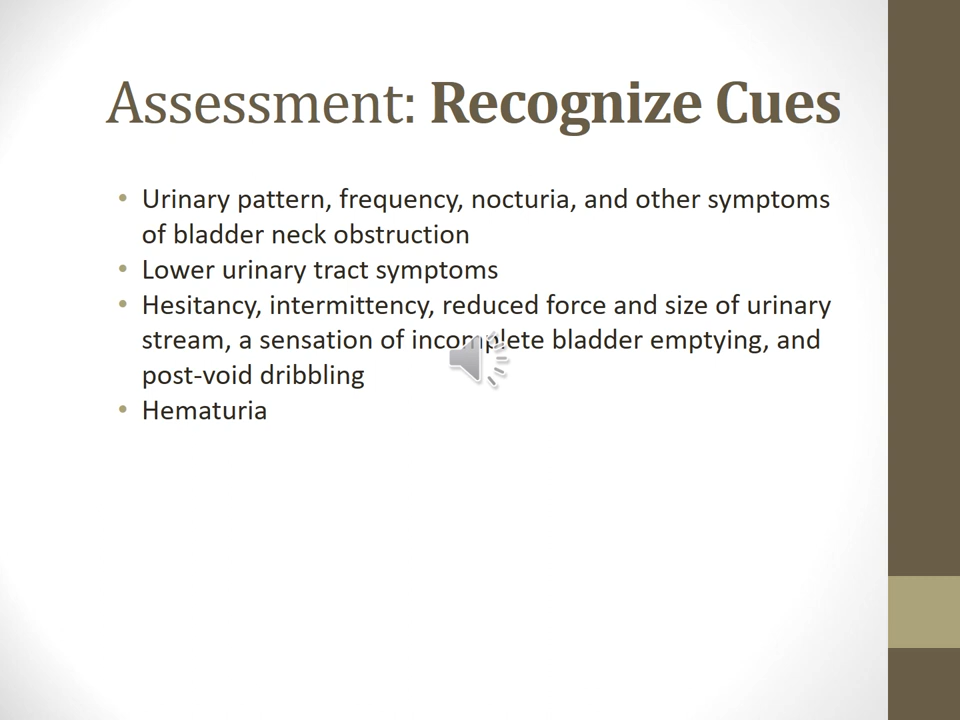 Assessment: Recognize Cues
• Urinary pattern, frequency, nocturia, and other symptoms
of bladder neck obstruction
• Lower urinary tract symptoms
• Hesitancy, intermittency, reduced force and size of urinary
stream, a sensation of incomplete bladder emptying, and
post-void dribbling
• Hematuria